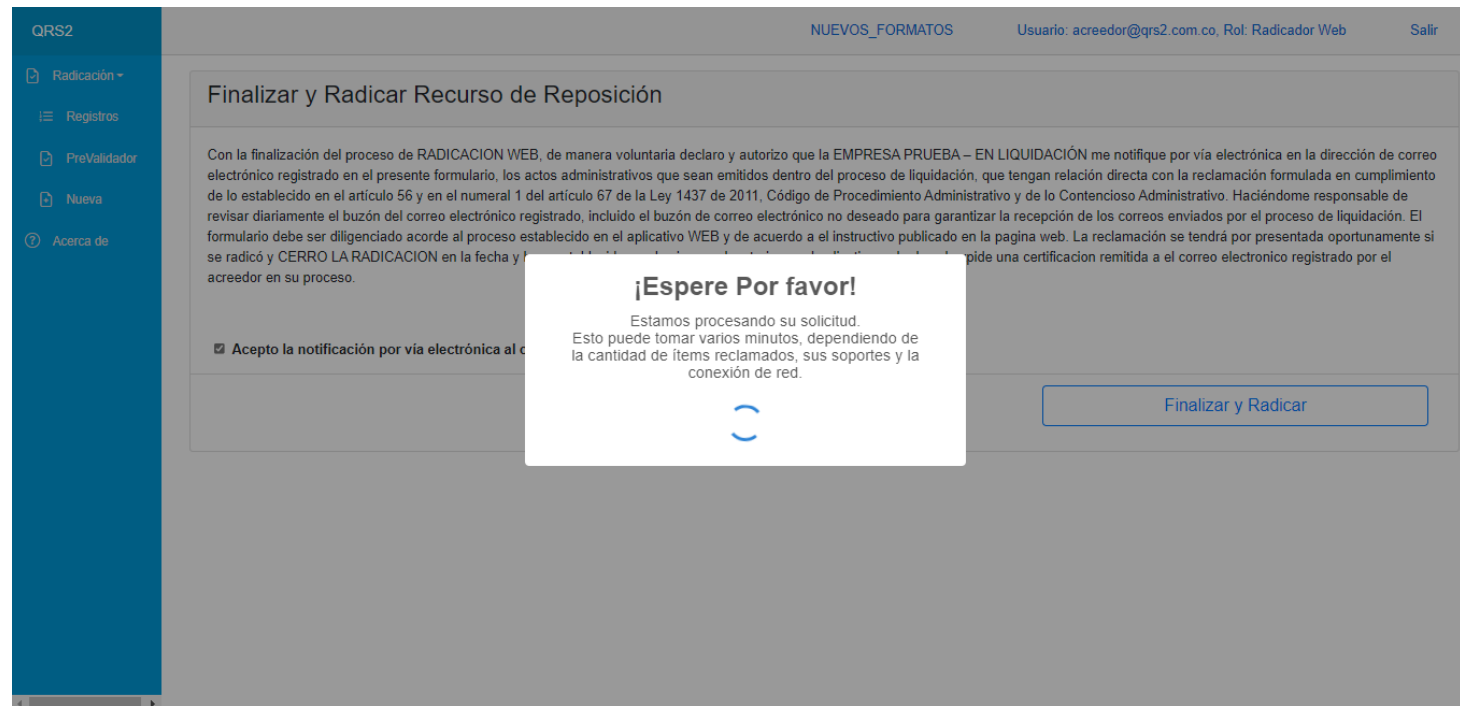 QRS2
NUEVOS_FORMATOS
Usuario: acreedor@qrs2.com.co, Rol: Radicador Web
Salir
Radicación
Registros
PreValidador
Nueva
Acerca de
Finalizar y Radicar Recurso de Reposición
Con la finalización del proceso de RADICACION WEB, de manera voluntaria declaro y autorizo que la EMPRESA PRUEBA – EN LIQUIDACIÓN me notifique por vía electrónica en la dirección de correo
electrónico registrado en el presente formulario, los actos administrativos que sean emitidos dentro del proceso de liquidación, que tengan relación directa con la reclamación formulada en cumplimiento
de lo establecido en el artículo 56 y en el numeral 1 del artículo 67 de la Ley 1437 de 2011, Código de Procedimiento Administrativo y de lo Contencioso Administrativo. Haciéndome responsable de
revisar diariamente el buzón del correo electrónico registrado, incluido el buzón de correo electrónico no deseado para garantizar la recepción de los correos enviados por el proceso de liquidación. El
formulario debe ser diligenciado acorde al proceso establecido en el aplicativo WEB y de acuerdo a el instructivo publicado en la pagina web. La reclamación se tendrá por presentada oportunamente si
se radicó y CERRO LA RADICACION en la fecha y una certificacion remitida a el correo electronico registrado por el
acreedor en su proceso.
Acepto la notificación por vía electrónica al
¡Espere Por favor!
Estamos procesando su solicitud.
Esto puede tomar varios minutos, dependiendo de
la cantidad de ítems reclamados, sus soportes y la
conexión de red.
Finalizar y Radicar